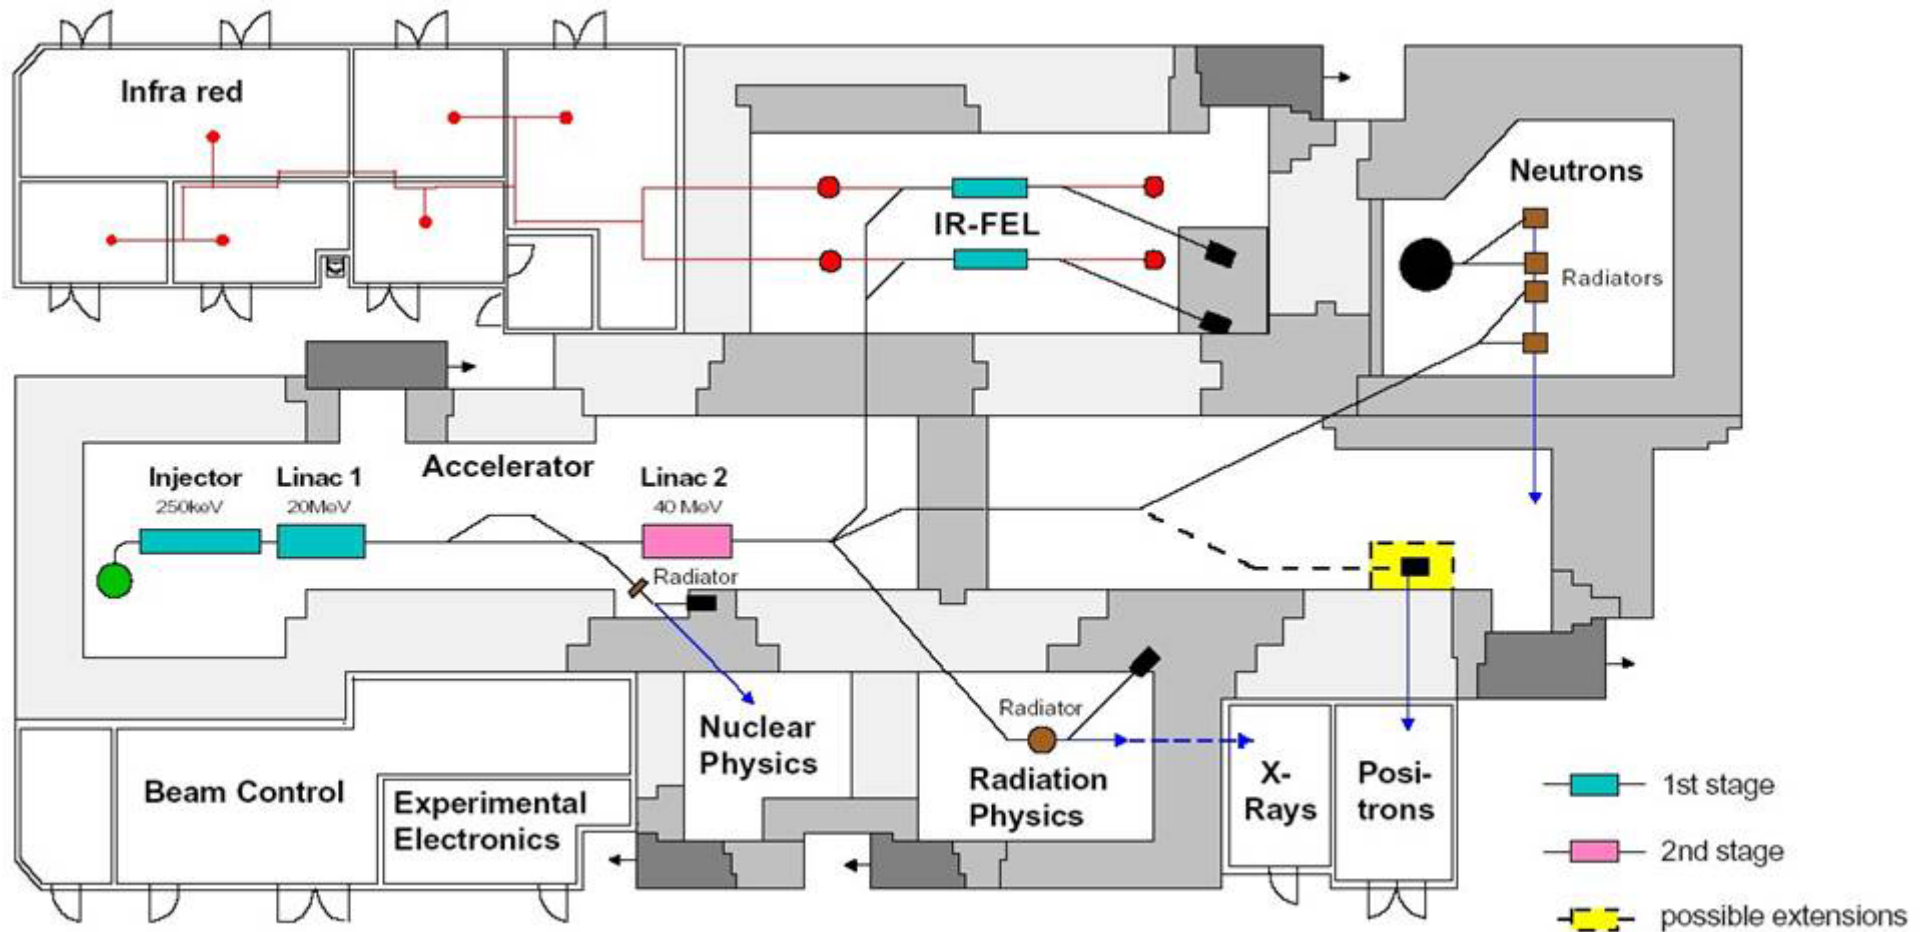 Infra red
Neutrons
IR-FEL
Radiators
Accelerator
Injector
250keV
Linac 1
20MeV
Linac 2
40 MeV
Radiator
Radiator
Nuclear
Physics
Radiation
Physics
X-
Rays
Posi-
trons
Beam Control
Experimental
Electronics
1st stage
2nd stage
possible extensions